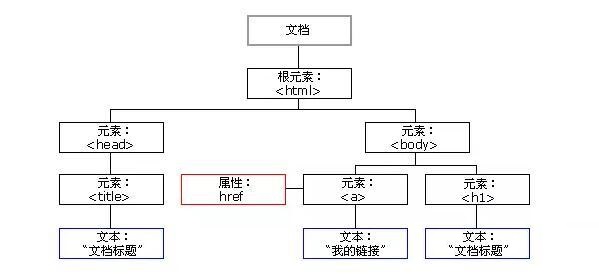 文档
根元素：
<html>
元素：
<head>
元素：
<body>
元素：
<title>
属性：
href
元素：
<a>
元素：
<h1>
文本：
“文档标题”
文本：
“我的链接”
文本：
“文档标题”